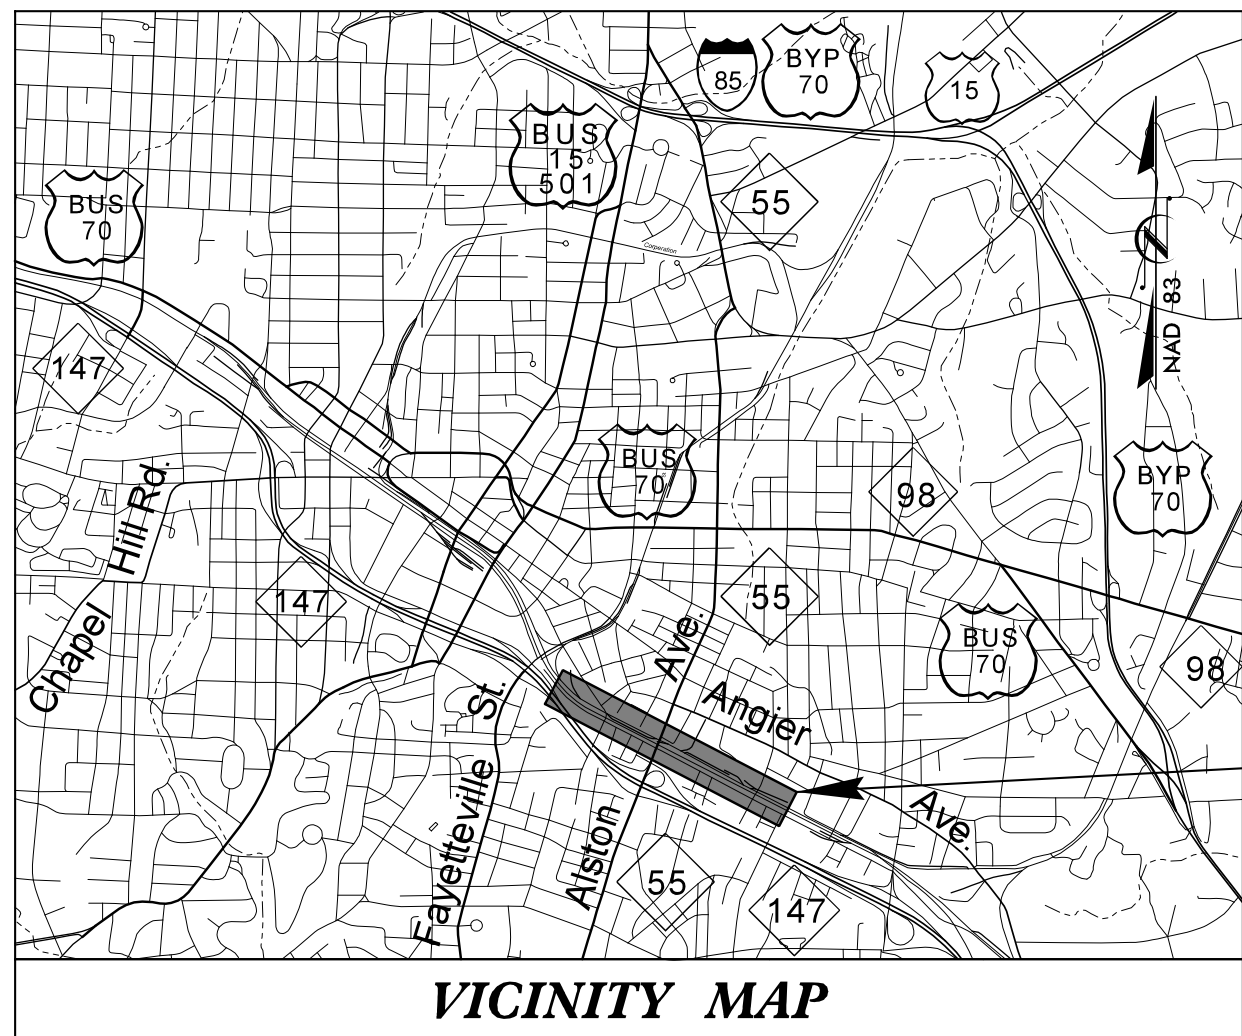 85
BYP
70
15
BUS
15
501
BUS
70
55
Corporation
NAD 83
147
BUS
70
98
BYP
70
Chapel Hill Rd.
147
55
BUS
70
98
Fayetteville St.
Alston Ave.
Angier Ave.
55
147
VICINITY MAP